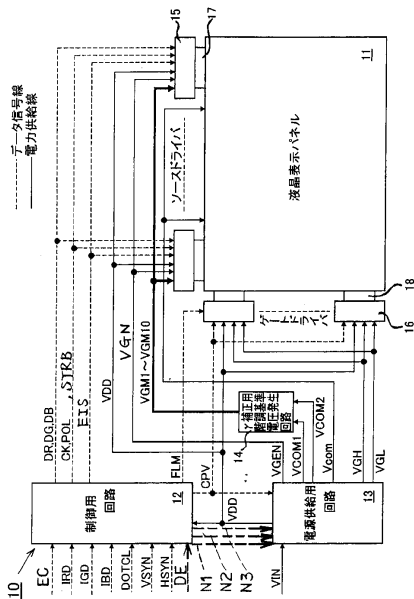 10
EC
IRD
IGD
IBD
DOTCL
VSYN
HSYN
DE
N1
N2
N3
VIN
制御用
回路
12
電源供給用
回路
13
DR,DG,DB
CK,POL,STRB
EIS
VDD
VGN
VGM1~VGM10
FLM
CPV
VDD
γ補正用
階調基準
電圧発生
回路
14
VGEN
VCOM1
VCOM2
Vcom
VGH
VGL
データ信号線
電力供給線
15
17
ソースドライバ
ゲートドライバ
16
18
液晶表示パネル
11